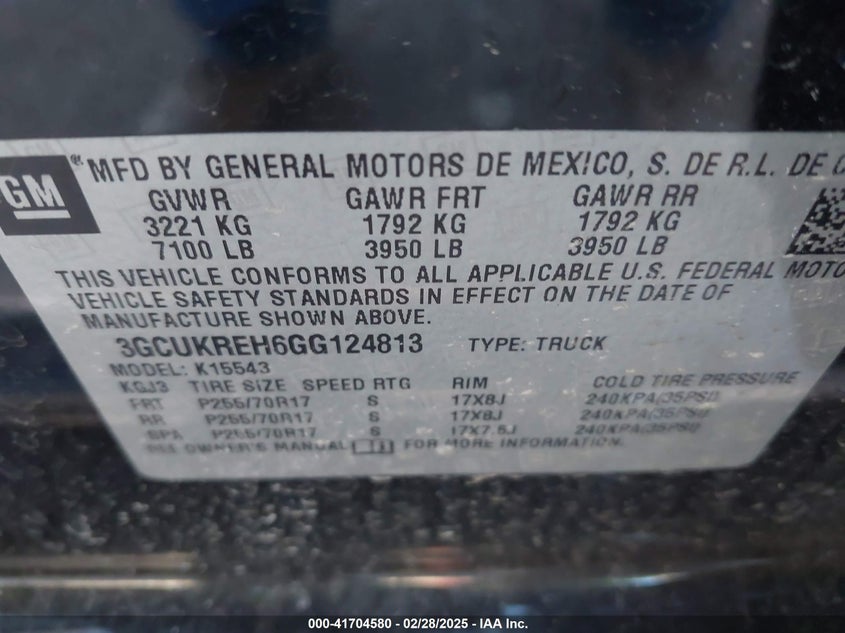 GM ® MFD BY GENERAL MOTORS DE MEXICO, S. DE R.L. DE C
GVWR GAWR FRT GAWR RR
3221 KG 1792 KG 1792 KG
7100 LB 3950 LB 3950 LB
THIS VEHICLE CONFORMS TO ALL APPLICABLE U.S. FEDERAL MOTO
VEHICLE SAFETY STANDARDS IN EFFECT ON THE DATE OF
MANUFACTURE SHOWN ABOVE.
3GCUKREH6GG124813 TYPE: TRUCK
MODEL: K15543
KGJ3 TIRE SIZE SPEED RTG RIM COLD TIRE PRESSURE
FRT P255/70R17 S 17X8J 240KPA(35PSI)
RR P255/70R17 S 17X8J 240KPA(35PSI)
SPA P255/70R17 S 17X7.5J 240KPA(35PSI)
SEE OWNER'S MANUAL FOR MORE INFORMATION.
000-41704580 – 02/28/2025 – IAA Inc.